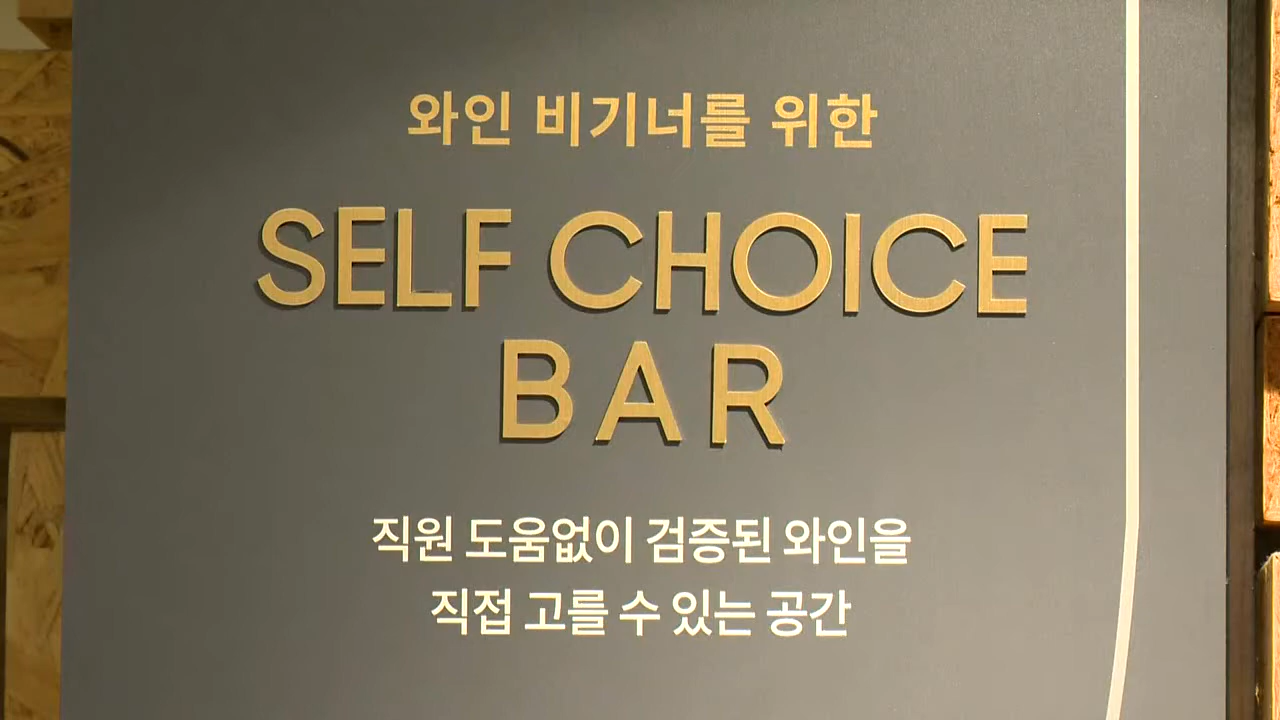 와인 비기너를 위한
SELF CHOICE
BAR
직원 도움없이 검증된 와인을
직접 고를 수 있는 공간